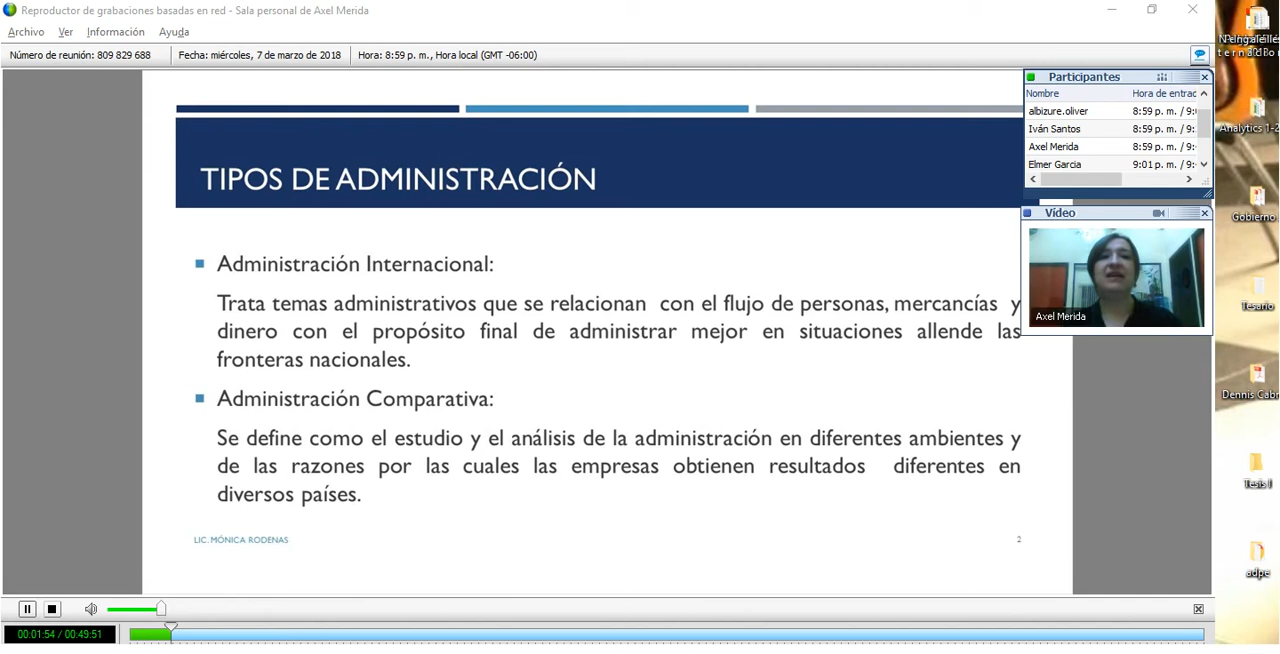 Reproductor de grabaciones basadas en red - Sala personal de Axel Merida
Archivo Ver Información Ayuda
Número de reunión: 809 829 688 Fecha: miércoles, 7 de marzo de 2018 Hora: 8:59 p. m., Hora local (GMT -06:00)
Participantes
Nombre Hora de entrac
albizure.oliver 8:59 p. m. / 9:
Iván Santos 8:59 p. m. / 9:
Axel Merida 8:59 p. m. / 9:
Elmer Garcia 9:01 p. m. / 9:
Vídeo
Axel Merida
TIPOS DE ADMINISTRACIÓN
Administración Internacional:
Trata temas administrativos que se relacionan con el flujo de personas, mercancías y
dinero con el propósito final de administrar mejor en situaciones allende las
fronteras nacionales.
Administración Comparativa:
Se define como el estudio y el análisis de la administración en diferentes ambientes y
de las razones por las cuales las empresas obtienen resultados diferentes en
diversos países.
LIC. MÓNICA RODENAS
2
00:01:54 / 00:49:51
Analytics 1-2
Gobierno
Tesario
Dennis Cabr
Tesis I
adpe